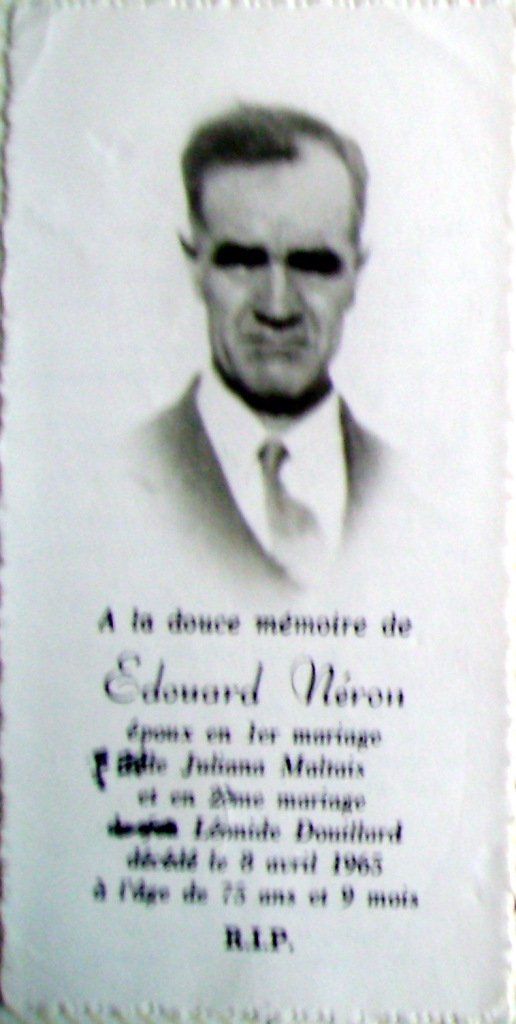 A la douce mémoire de
Edouard Néron
époux en 1er mariage
Juliana Maltais
et en 2ème mariage
Léonide Douillard
décédé le 8 avril 1965
à l'âge de 75 ans et 9 mois
R.I.P.